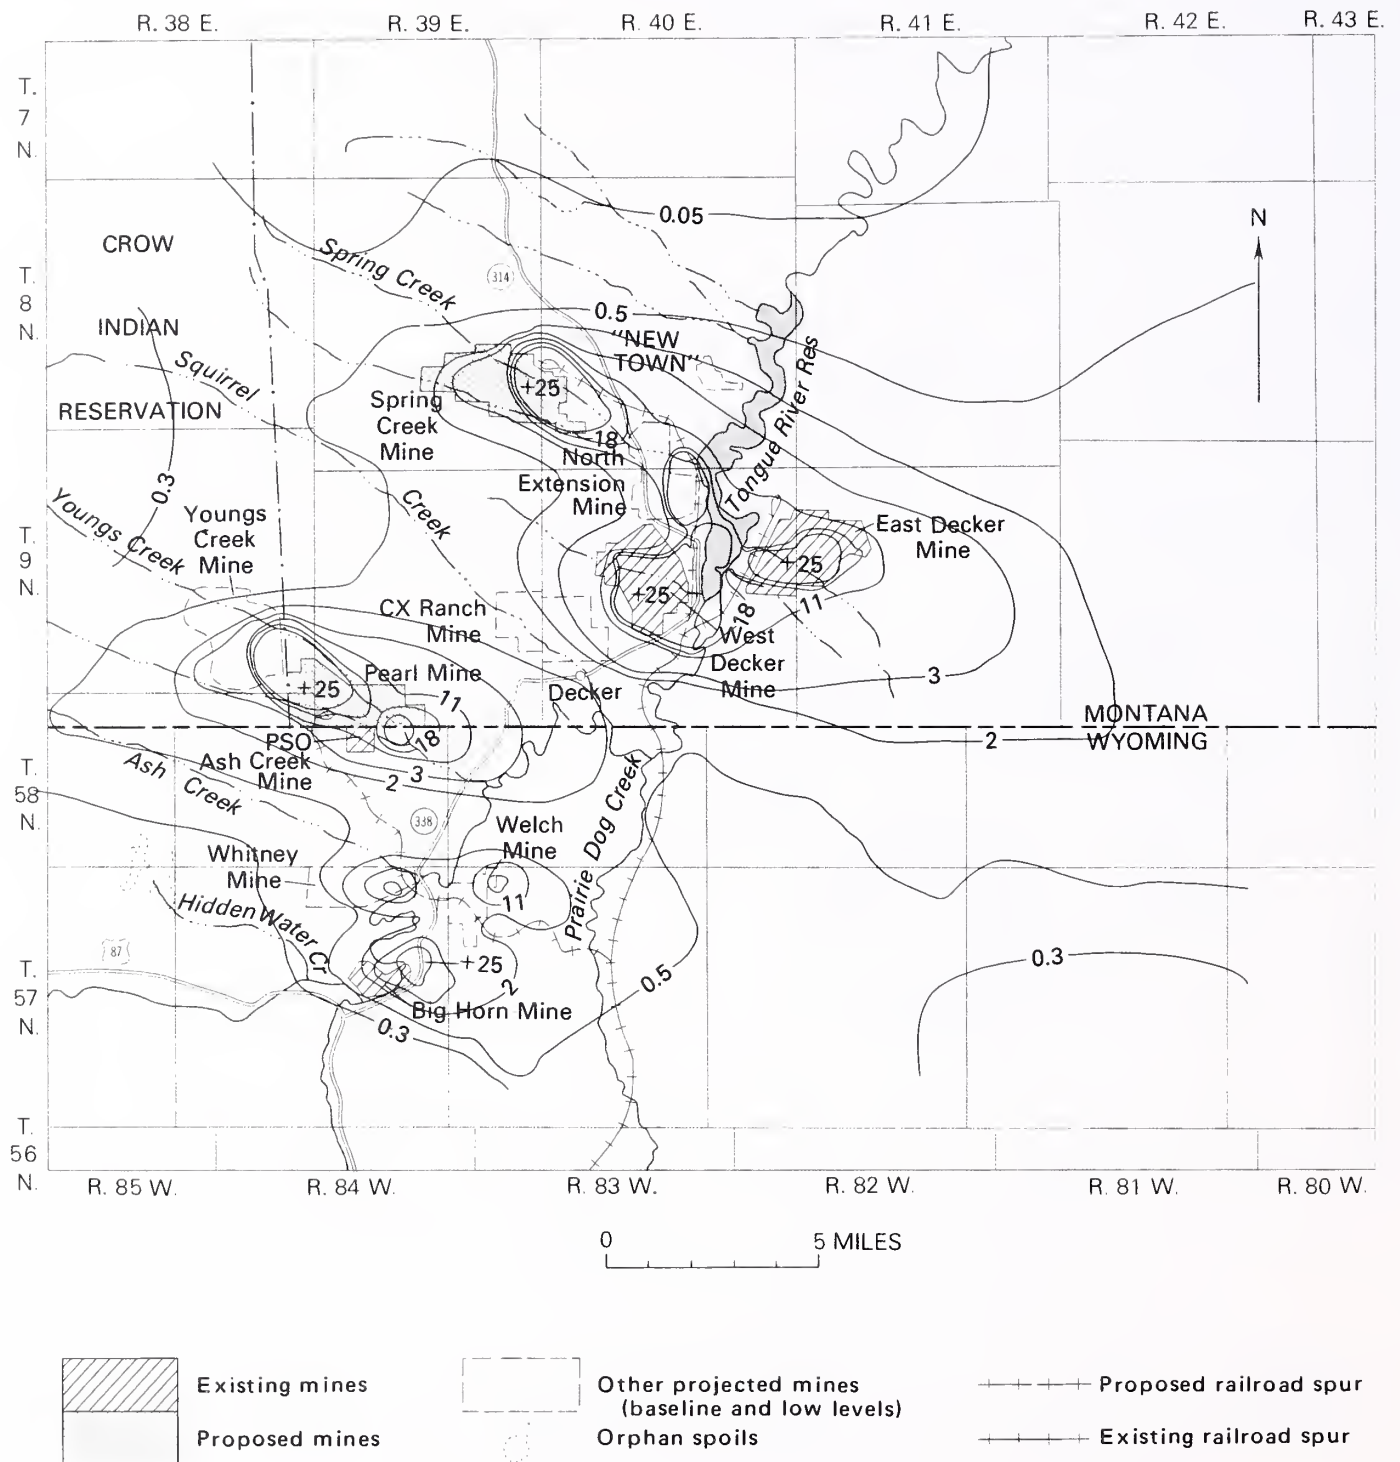 R. 38 E. R. 39 E. R. 40 E. R. 41 E. R. 42 E. R. 43 E.
T.
7
N.
0.05
N
CROW
Spring Creek
314
T.
8
N.
INDIAN
0.5
"NEW
TOWN"
Squirrel
RESERVATION
+25
Spring
Creek
Mine
Tongue River Res
18
North
Extension
Mine
0.3
Creek
Youngs Creek
Youngs
Creek
Mine
T.
9
N.
East Decker
Mine
+25
+25
11
18
CX Ranch
Mine
West
Decker
Mine
Pearl Mine
+25
11
Decker
3
MONTANA
WYOMING
2
PSO
Ash Creek
Mine
18
3
2
Ash Creek
T.
58
N.
338
Prairie Dog Creek
Welch
Mine
Whitney
Mine
11
Hidden Water Cr
87
+25
2
0.5
0.3
T.
57
N.
Big Horn Mine
0.3
T.
56
N.
R. 85 W. R. 84 W. R. 83 W. R. 82 W. R. 81 W. R. 80 W.
0 5 MILES
Existing mines
Proposed mines
Other projected mines
(baseline and low levels)
Orphan spoils
Proposed railroad spur
Existing railroad spur